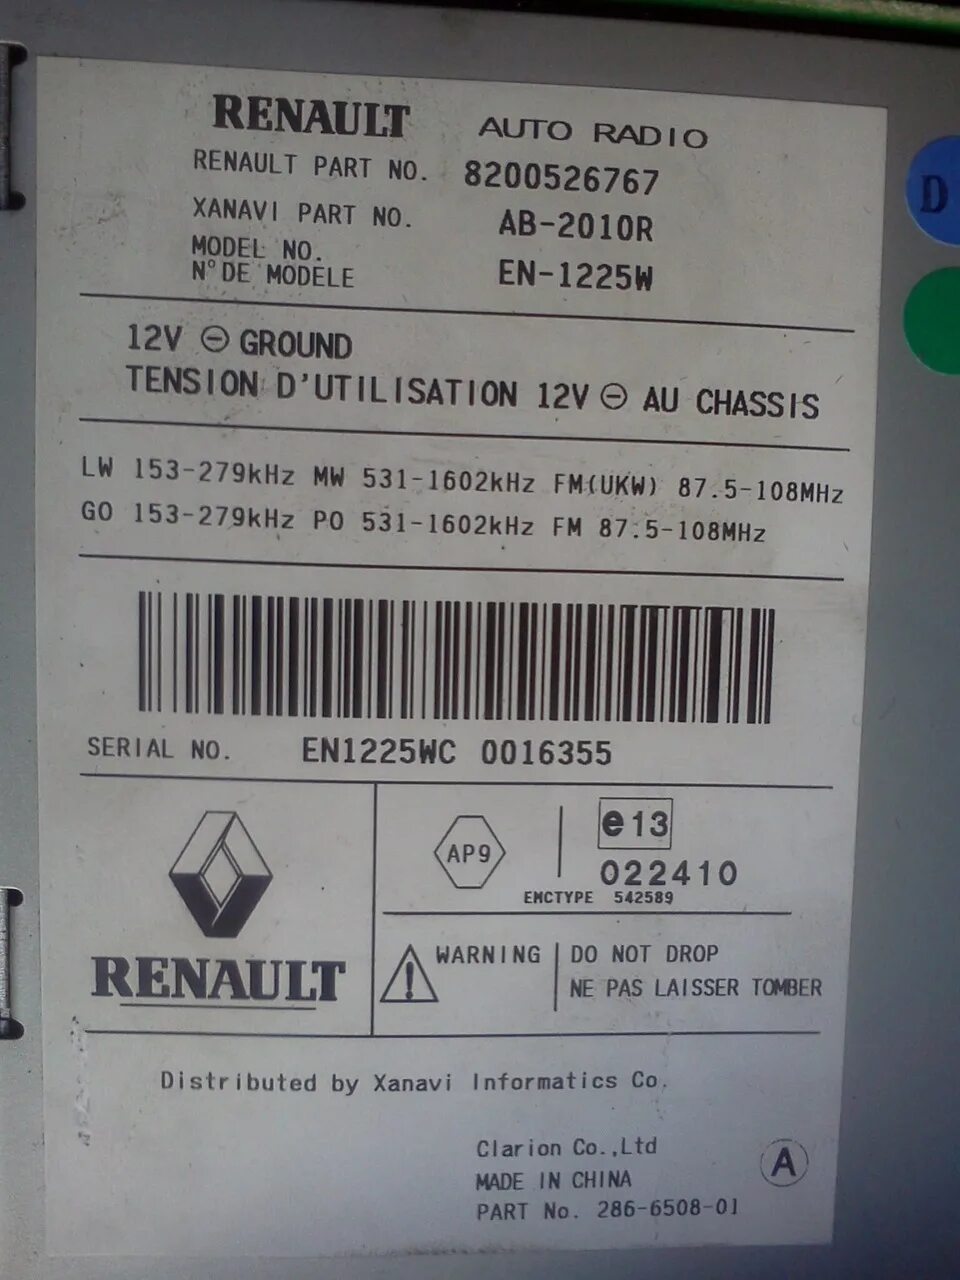 RENAULT AUTO RADIO
RENAULT PART NO. 8200526767
XANAVI PART NO. AB-2010R
MODEL NO.
N° DE MODELE EN-1225W
12V ⊖ GROUND
TENSION D'UTILISATION 12V ⊖ AU CHASSIS
LW 153-279kHz MW 531-1602kHz FM(UKW) 87.5-108MHz
GO 153-279kHz PO 531-1602kHz FM 87.5-108MHz
SERIAL NO. EN1225WC 0016355
RENAULT
AP9
e13
022410
EMCTYPE 542589
WARNING
DO NOT DROP
NE PAS LAISSER TOMBER
Distributed by Xanavi Informatics Co.
Clarion Co.,Ltd
MADE IN CHINA
PART No. 286-6508-01
A
D